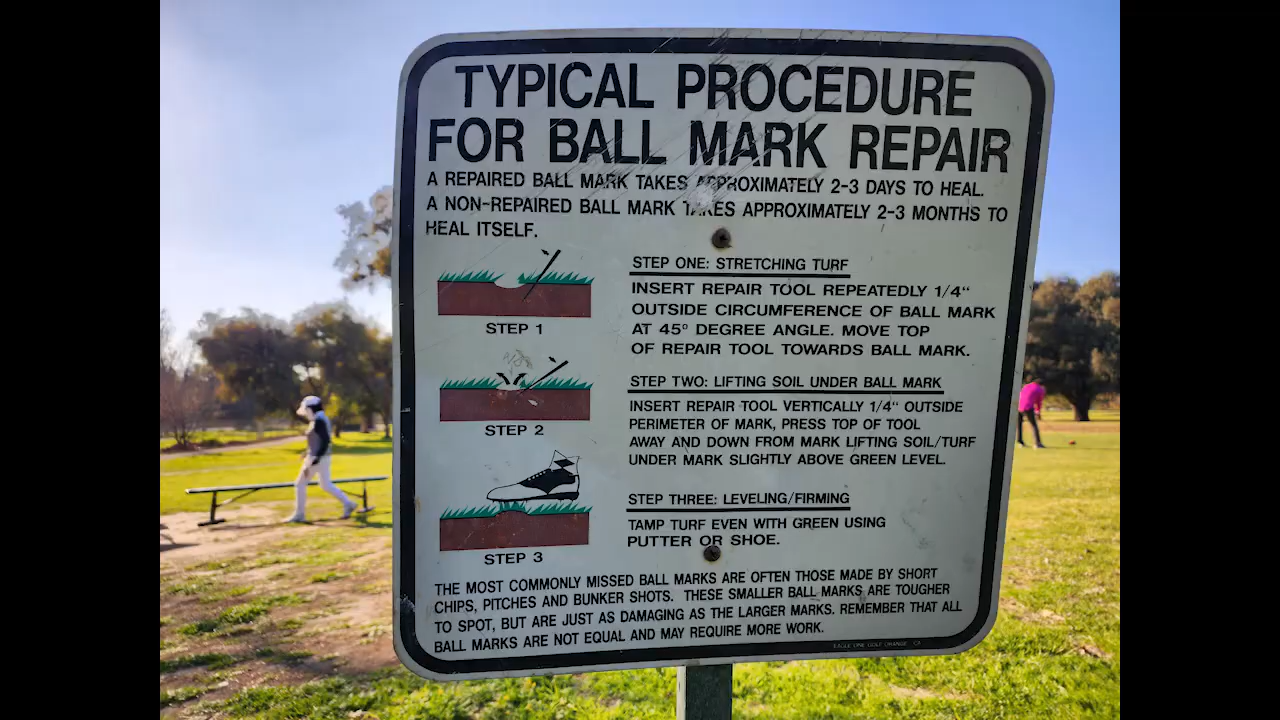 TYPICAL PROCEDURE
FOR BALL MARK REPAIR
A REPAIRED BALL MARK TAKES APPROXIMATELY 2-3 DAYS TO HEAL.
A NON-REPAIRED BALL MARK TAKES APPROXIMATELY 2-3 MONTHS TO
HEAL ITSELF.
STEP 1
STEP ONE: STRETCHING TURF
INSERT REPAIR TOOL REPEATEDLY 1/4"
OUTSIDE CIRCUMFERENCE OF BALL MARK
AT 45° DEGREE ANGLE. MOVE TOP
OF REPAIR TOOL TOWARDS BALL MARK.
STEP 2
STEP TWO: LIFTING SOIL UNDER BALL MARK
INSERT REPAIR TOOL VERTICALLY 1/4" OUTSIDE
PERIMETER OF MARK, PRESS TOP OF TOOL
AWAY AND DOWN FROM MARK LIFTING SOIL/TURF
UNDER MARK SLIGHTLY ABOVE GREEN LEVEL.
STEP 3
STEP THREE: LEVELING/FIRMING
TAMP TURF EVEN WITH GREEN USING
PUTTER OR SHOE.
THE MOST COMMONLY MISSED BALL MARKS ARE OFTEN THOSE MADE BY SHORT
CHIPS, PITCHES AND BUNKER SHOTS. THESE SMALLER BALL MARKS ARE TOUGHER
TO SPOT, BUT ARE JUST AS DAMAGING AS THE LARGER MARKS. REMEMBER THAT ALL
BALL MARKS ARE NOT EQUAL AND MAY REQUIRE MORE WORK.
EAGLE ONE GOLF ORANGE CA